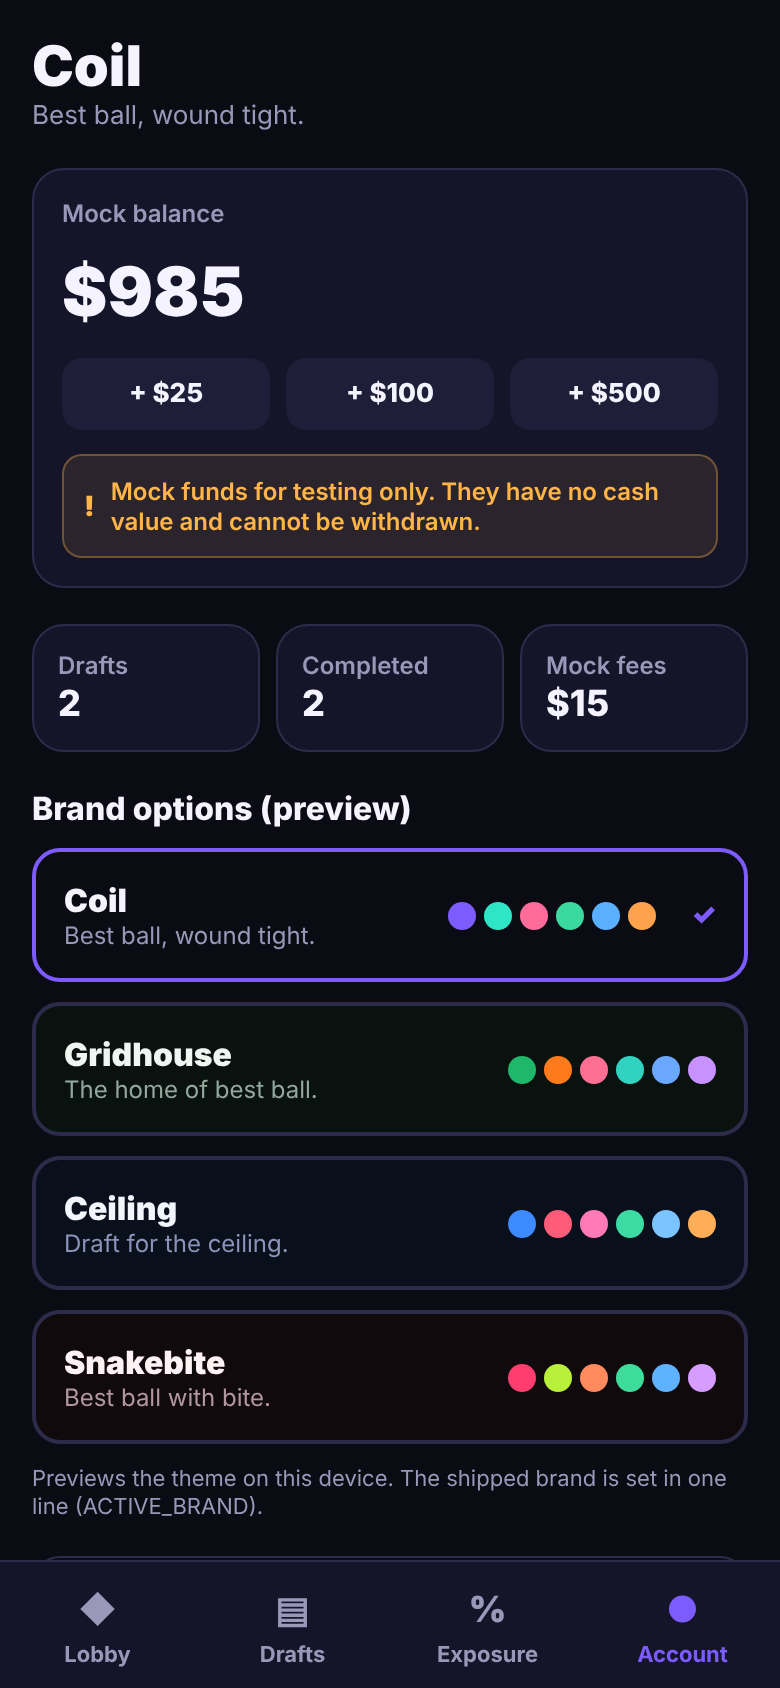 Coil
Best ball, wound tight.
Mock balance
$985
+ $25
+ $100
+ $500
! Mock funds for testing only. They have no cash
value and cannot be withdrawn.
Drafts
2
Completed
2
Mock fees
$15
Brand options (preview)
Coil
Best ball, wound tight.
Gridhouse
The home of best ball.
Ceiling
Draft for the ceiling.
Snakebite
Best ball with bite.
Previews the theme on this device. The shipped brand is set in one
line (ACTIVE_BRAND).
%
Lobby
Drafts
Exposure
Account